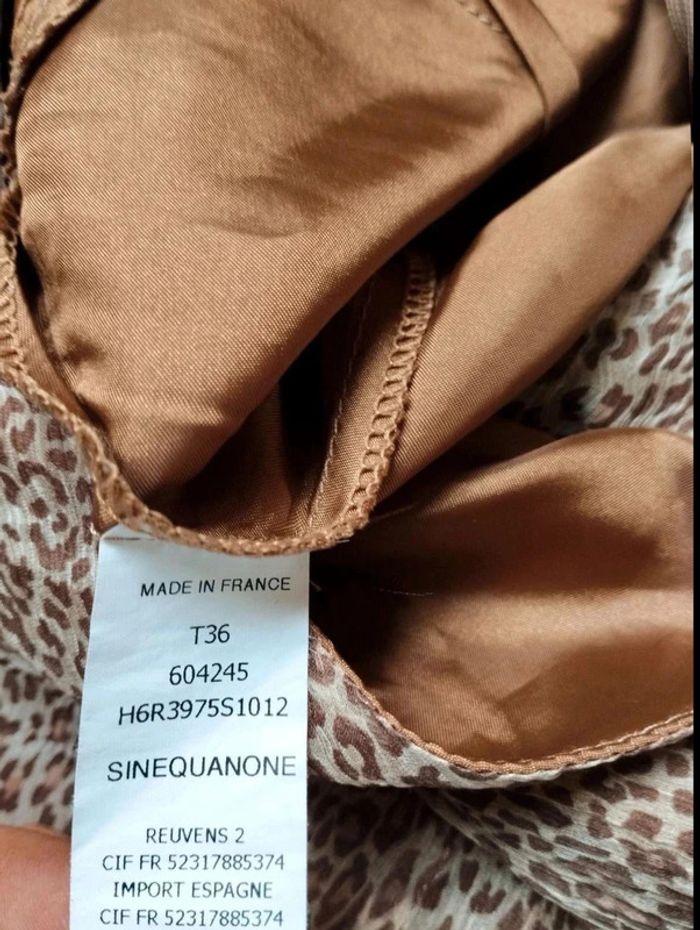 MADE IN FRANCE
T36
604245
H6R3975S1012
SINEQUANONE
REUVENS 2
CIF FR 52317885374
IMPORT ESPAGNE
CIF FR 52317885374